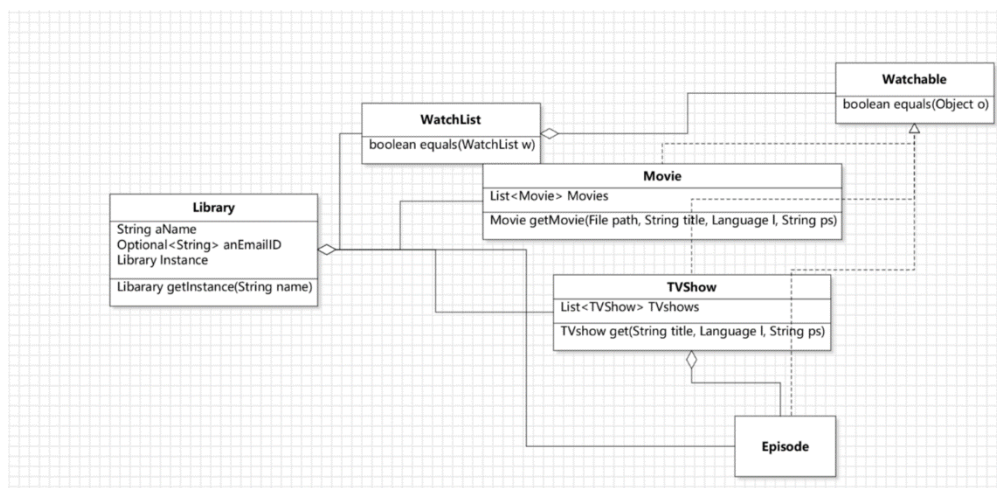 Watchable
boolean equals(Object o)
WatchList
boolean equals(WatchList w)
Movie
List<Movie> Movies
Movie getMovie(File path, String title, Language l, String ps)
Library
String aName
Optional<String> anEmailID
Library Instance
Libarary getInstance(String name)
TVShow
List<TVShow> TVshows
TVshow get(String title, Language l, String ps)
Episode